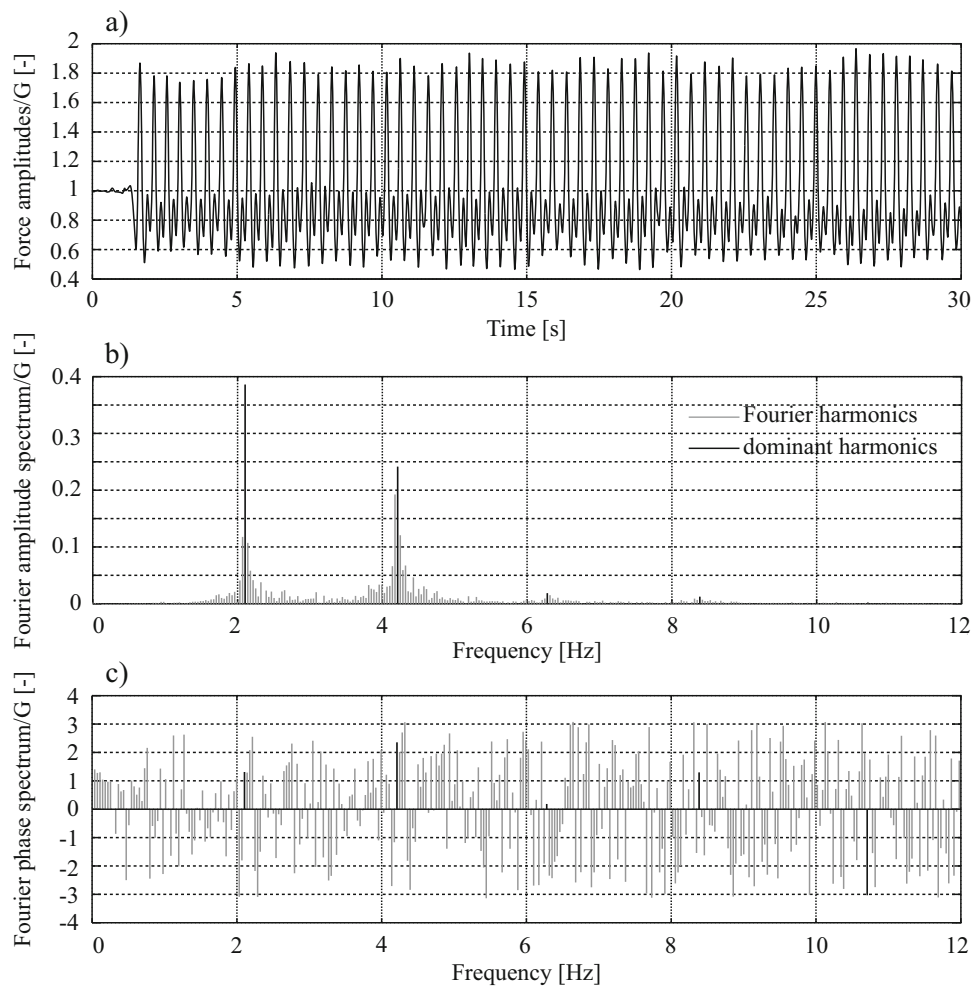 a)
Force amplitudes/G [-]
2
1.8
1.6
1.4
1.2
1
0.8
0.6
0.4
0 5 10 15 20 25 30
Time [s]
b)
Fourier amplitude spectrum/G [-]
0.4
0.3
0.2
0.1
0
Fourier harmonics
dominant harmonics
0 2 4 6 8 10 12
Frequency [Hz]
c)
Fourier phase spectrum/G [-]
4
3
2
1
0
-1
-2
-3
-4
0 2 4 6 8 10 12
Frequency [Hz]